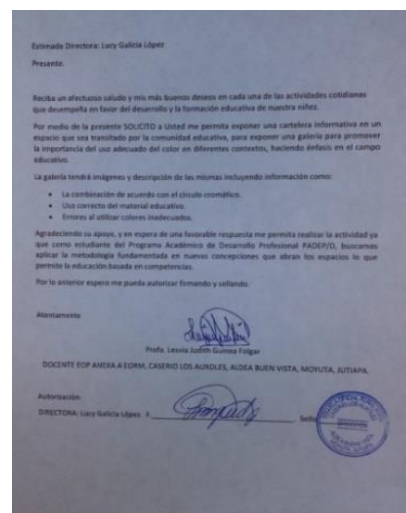 Estimada Directora: Lucy Galicia López
Presente.
Reciba un afectuoso saludo y mis más buenos deseos en cada una de las actividades cotidianas
que desempeña en favor del desarrollo y la formación educativa de nuestra niñez.
Por medio de la presente SOLICITO a Usted me permita exponer una cartelera informativa en un
espacio que sea transitado por la comunidad educativa, para exponer una galería para promover
la importancia del uso adecuado del color en diferentes contextos, haciendo énfasis en el campo
educativo.
La galería tendrá imágenes y descripción de las mismas incluyendo información como:
• La combinación de acuerdo con el círculo cromático.
• Uso correcto del material educativo.
• Errores al utilizar colores inadecuados.
Agradeciendo su apoyo, y en espera de una favorable respuesta me permita realizar la actividad ya
que como estudiante del Programa Académico de Desarrollo Profesional PADEP/D, buscamos
aplicar la metodología fundamentada en nuevas concepciones que abran los espacios lo que
permite la educación basada en competencias.
Por lo anterior espero me pueda autorizar firmando y sellando.
Atentamente
Profa. Lesvia Judith Guinea Folgar
DOCENTE EOP ANEXA A EORM, CASERIO LOS AUXOLES, ALDEA BUEN VISTA, MOYUTA, JUTIAPA.
Autorización
DIRECTORA: Lucy Galicia López f. Sello